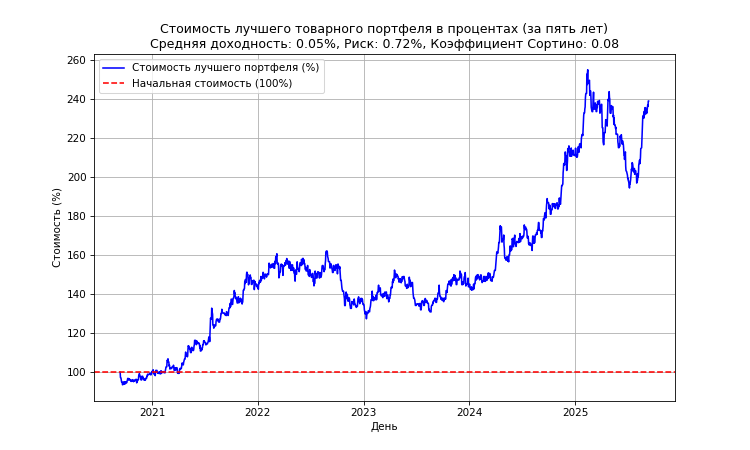 Стоимость лучшего товарного портфеля в процентах (за пять лет)
Средняя доходность: 0.05%, Риск: 0.72%, Коэффициент Сортино: 0.08
Стоимость лучшего портфеля (%)
Начальная стоимость (100%)
Стоимость (%)
260
240
220
200
180
160
140
120
100
2021 2022 2023 2024 2025
День